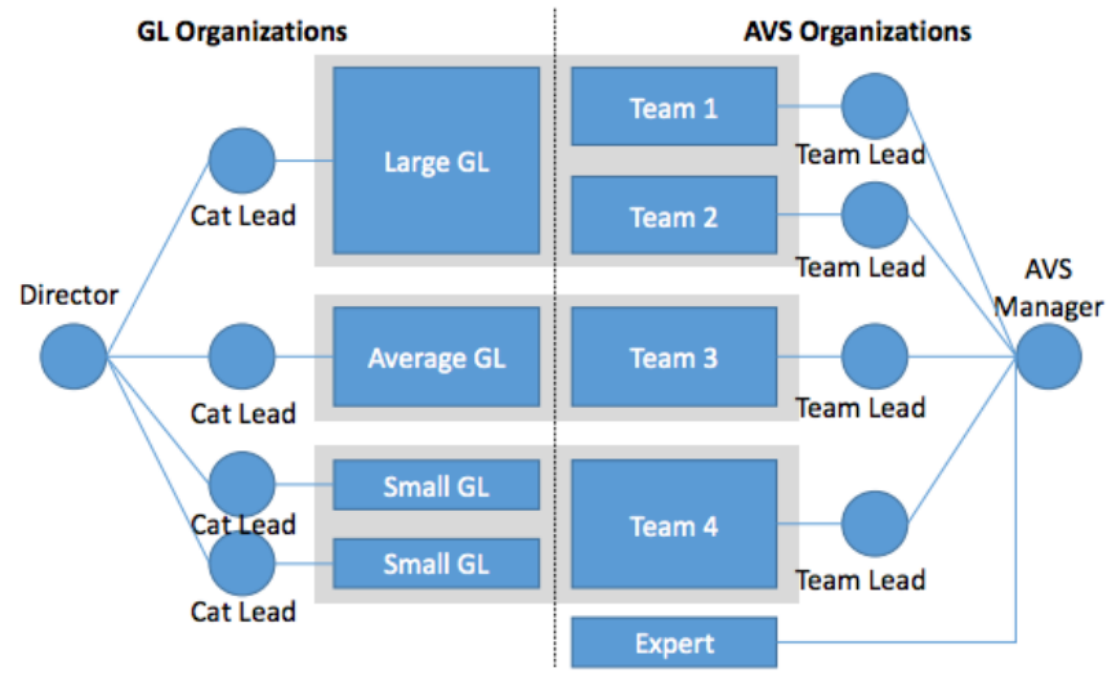 GL Organizations
AVS Organizations
Large GL
Cat Lead
Team 1
Team Lead
Team 2
Team Lead
Director
AVS
Manager
Average GL
Cat Lead
Team 3
Team Lead
Small GL
Cat Lead
Small GL
Cat Lead
Team 4
Team Lead
Expert